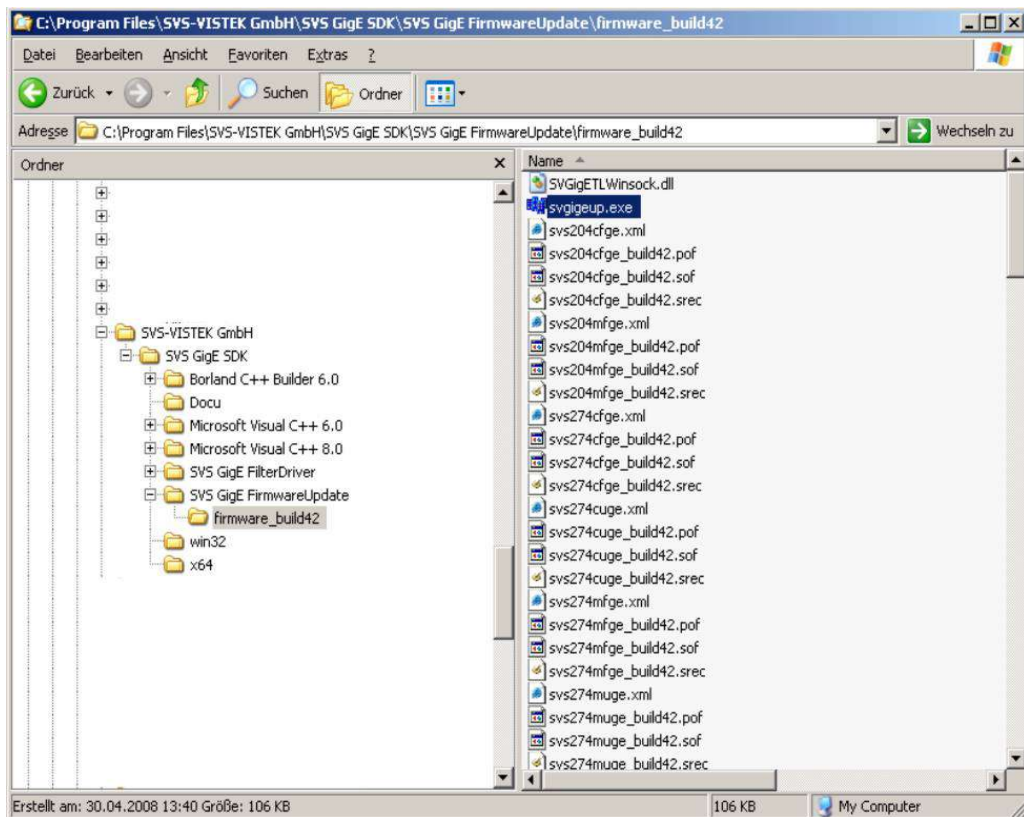 C:\Program Files\SVS-VISTEK GmbH\SVS GigE SDK\SVS GigE FirmwareUpdate\firmware_build42
Datei Bearbeiten Ansicht Favoriten Extras ?
Zurück Suchen Ordner
Adresse C:\Program Files\SVS-VISTEK GmbH\SVS GigE SDK\SVS GigE FirmwareUpdate\firmware_build42 Wechseln zu
Ordner
SVS-VISTEK GmbH
SVS GigE SDK
Borland C++ Builder 6.0
Docu
Microsoft Visual C++ 6.0
Microsoft Visual C++ 8.0
SVS GigE FilterDriver
SVS GigE FirmwareUpdate
firmware_build42
win32
x64
Name
SVGigETLWinsock.dll
svgigeup.exe
svs204cfge.xml
svs204cfge_build42.pof
svs204cfge_build42.sof
svs204cfge_build42.srec
svs204mfge.xml
svs204mfge_build42.pof
svs204mfge_build42.sof
svs204mfge_build42.srec
svs274cfge.xml
svs274cfge_build42.pof
svs274cfge_build42.sof
svs274cfge_build42.srec
svs274cuge.xml
svs274cuge_build42.pof
svs274cuge_build42.sof
svs274cuge_build42.srec
svs274mfge.xml
svs274mfge_build42.pof
svs274mfge_build42.sof
svs274mfge_build42.srec
svs274muge.xml
svs274muge_build42.pof
svs274muge_build42.sof
svs274muge_build42.srec
Erstellt am: 30.04.2008 13:40 Größe: 106 KB 106 KB My Computer